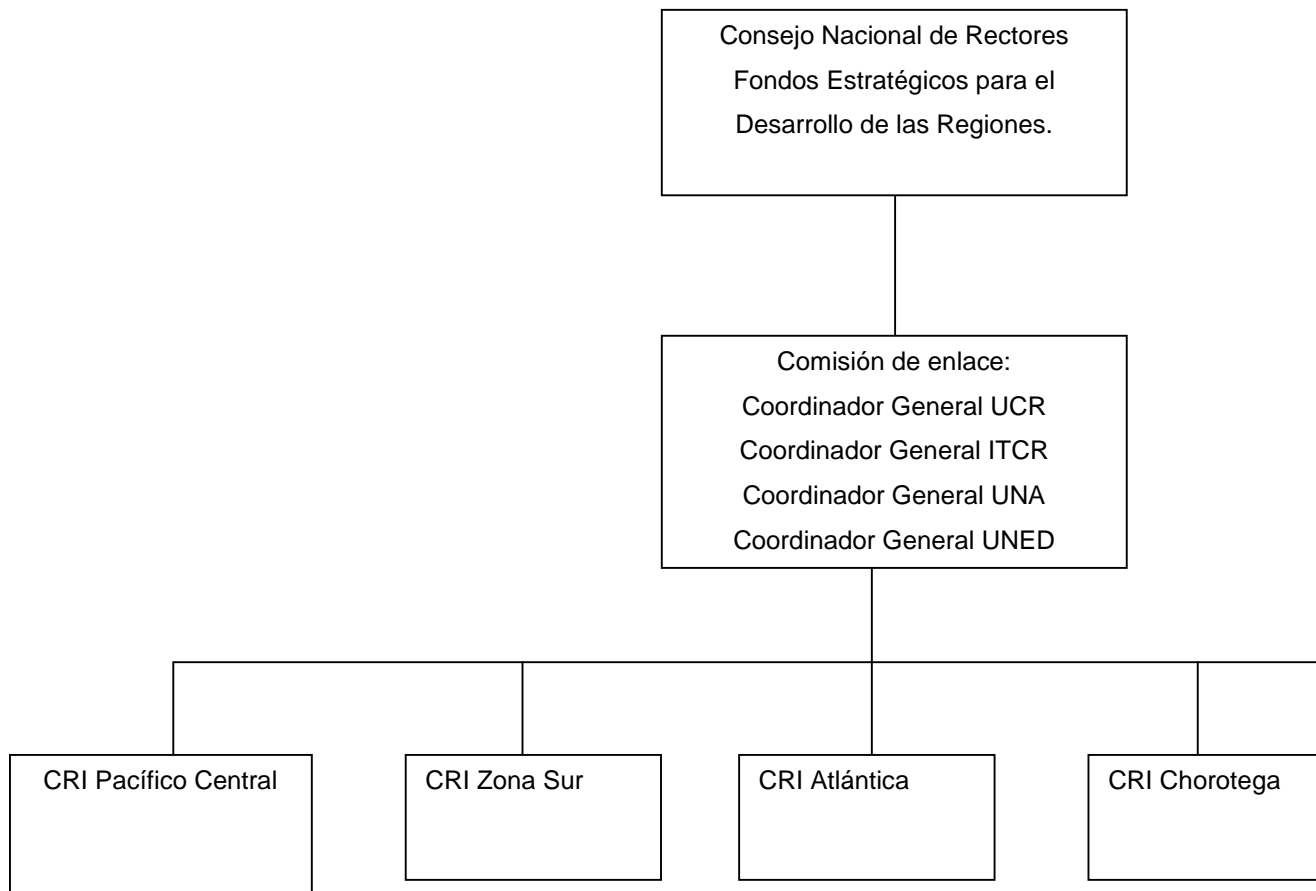 Consejo Nacional de Rectores
Fondos Estratégicos para el
Desarrollo de las Regiones.
Comisión de enlace:
Coordinador General UCR
Coordinador General ITCR
Coordinador General UNA
Coordinador General UNED
CRI Pacífico Central
CRI Zona Sur
CRI Atlántica
CRI Chorotega